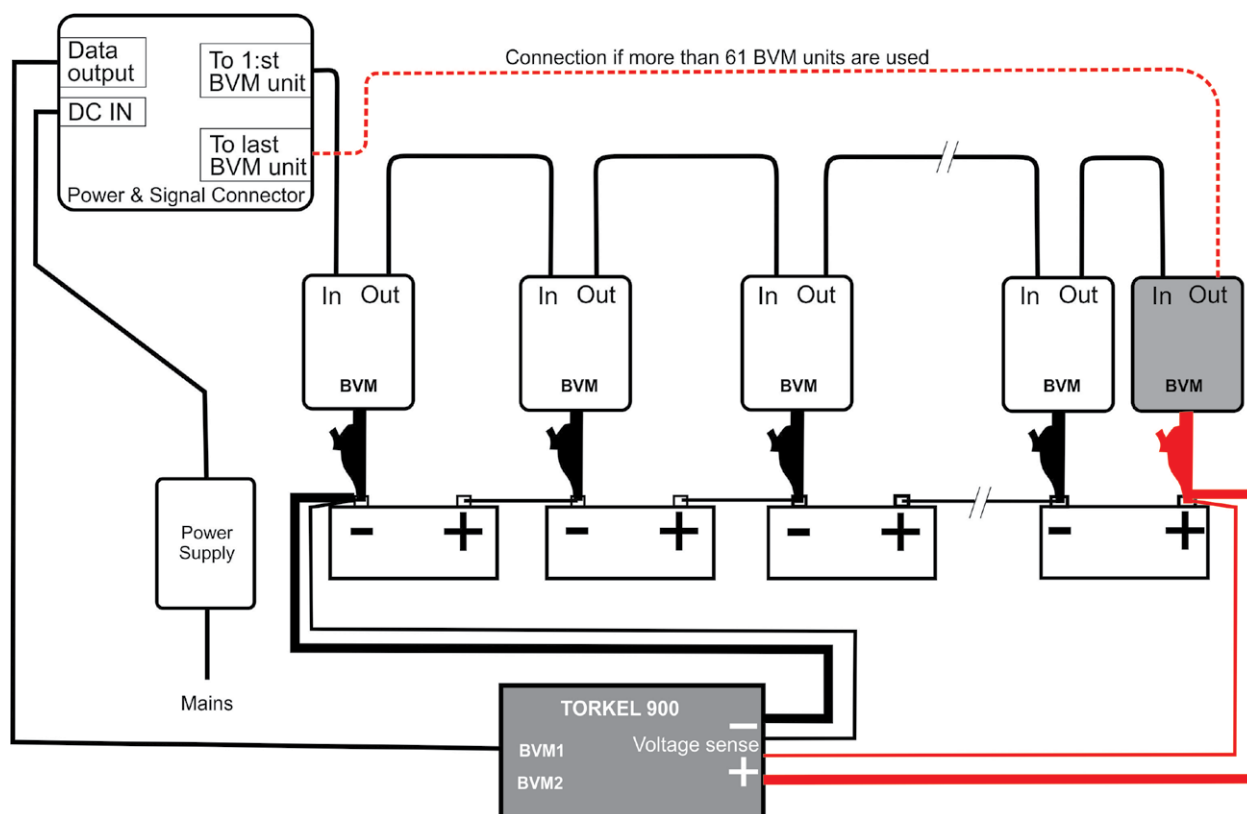 Data
output
DC IN
To 1:st
BVM unit
To last
BVM unit
Power & Signal Connector
Connection if more than 61 BVM units are used
In Out
BVM
In Out
BVM
In Out
BVM
In Out
BVM
In Out
BVM
- +
- +
- +
- +
Power
Supply
Mains
TORKEL 900
-
Voltage sense
+
BVM1
BVM2